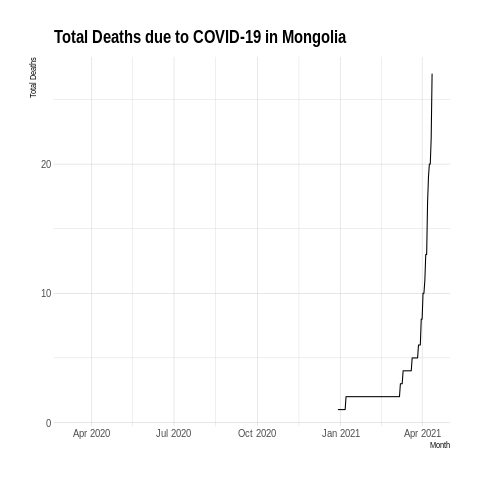 Total Deaths due to COVID-19 in Mongolia
Total Deaths
20
10
0
Apr 2020 Jul 2020 Oct 2020 Jan 2021 Apr 2021
Month